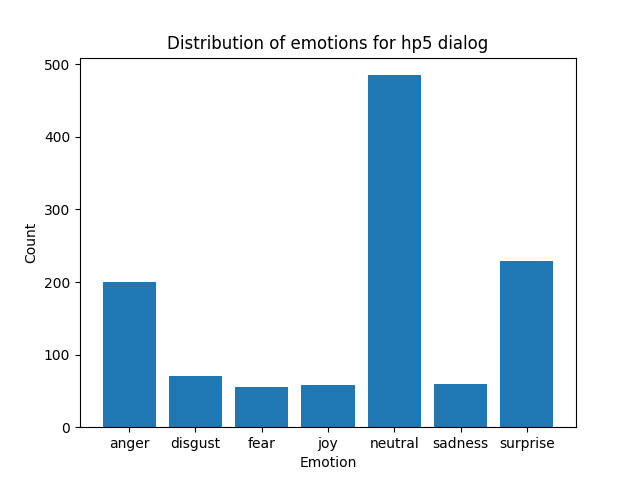 Distribution of emotions for hp5 dialog
500
400
300
200
100
0
Count
anger disgust fear joy neutral sadness surprise
Emotion